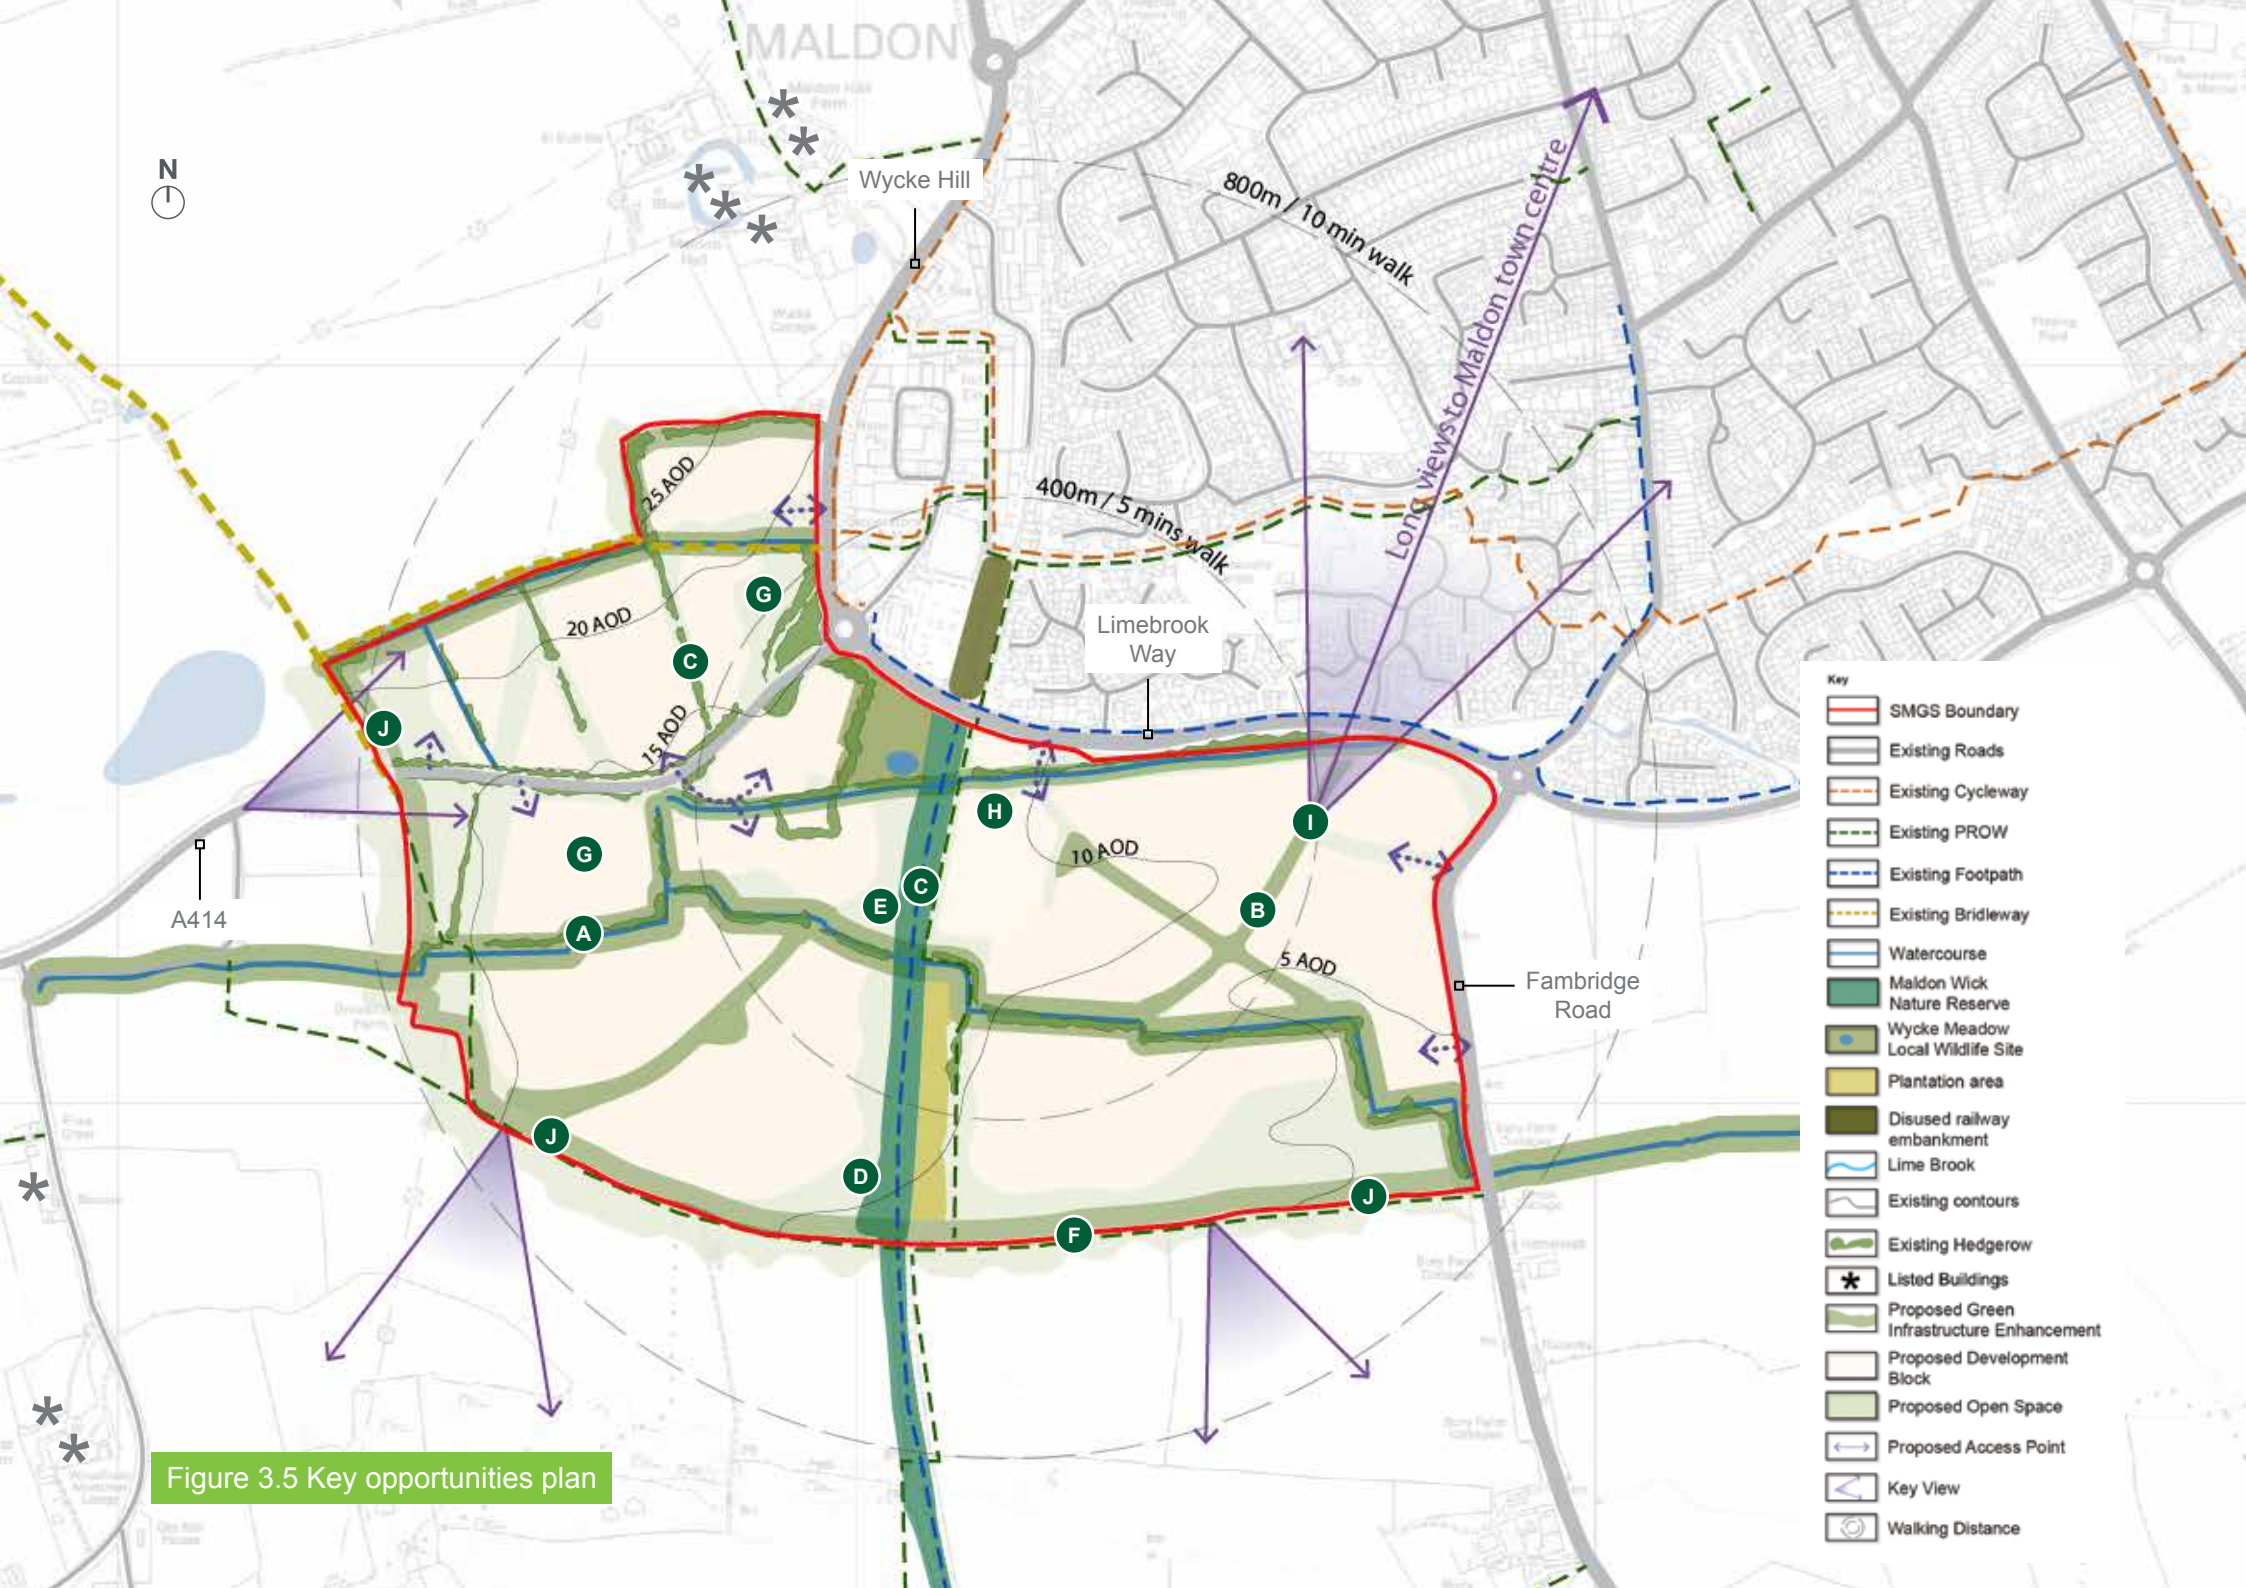 MALDON
Maldon Hall
Farm
N
Wycke Hill
800m / 10 min walk
Long views to Maldon town centre
400m / 5 mins walk
25 AOD
G
20 AOD
C
Limebrook
Way
15 AOD
J
H
I
10 AOD
G
A414
A
E
C
B
5 AOD
Fambridge
Road
J
D
J
F
Key
SMGS Boundary
Existing Roads
Existing Cycleway
Existing PROW
Existing Footpath
Existing Bridleway
Watercourse
Maldon Wick
Nature Reserve
Wycke Meadow
Local Wildlife Site
Plantation area
Disused railway
embankment
Lime Brook
Existing contours
Existing Hedgerow
Listed Buildings
Proposed Green
Infrastructure Enhancement
Proposed Development
Block
Proposed Open Space
Proposed Access Point
Key View
Walking Distance
Figure 3.5 Key opportunities plan